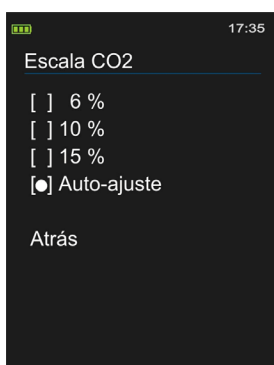 17:35
Escala CO2
[ ] 6 %
[ ] 10 %
[ ] 15 %
[●] Auto-ajuste
Atrás